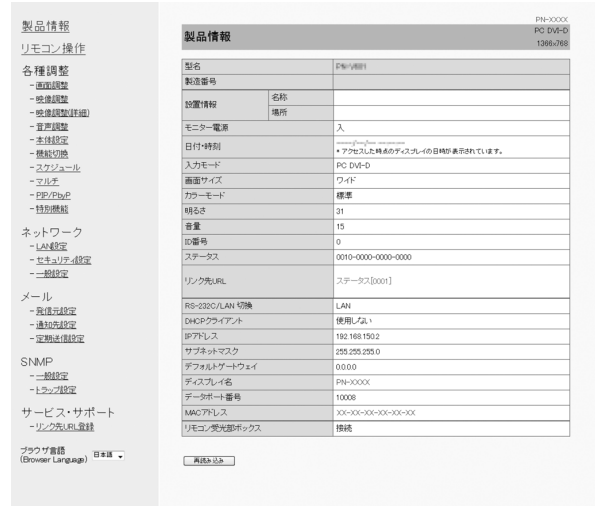 製品情報
リモコン操作
各種調整
- 画面調整
- 映像調整
- 映像調整(詳細)
- 音声調整
- 本体設定
- 機能切換
- スケジュール
- マルチ
- PIP/PbyP
- 特別機能
ネットワーク
- LAN設定
- セキュリティ設定
- 一般設定
メール
- 発信元設定
- 通知先設定
- 定期送信設定
SNMP
- 一般設定
- トラップ設定
サービス・サポート
- リンク先URL登録
ブラウザ言語
(Browser Language) 日本語
PN-XXXX
製品情報 PC DVI-D
1366x768
型名
製造番号
設置情報 名称
場所
モニター電源 入
日付・時刻
* アクセスした時点のディスプレイの日時が表示されています。
入力モード PC DVI-D
画面サイズ ワイド
カラーモード 標準
明るさ 31
音量 15
ID番号 0
ステータス 0010-0000-0000-0000
リンク先URL ステータス[0001]
RS-232C/LAN 切換 LAN
DHCPクライアント 使用しない
IPアドレス 192.168.150.2
サブネットマスク 255.255.255.0
デフォルトゲートウェイ 0.0.0.0
ディスプレイ名 PN-XXXX
データポート番号 10008
MACアドレス XX-XX-XX-XX-XX-XX
リモコン受光部ボックス 接続
再読み込み